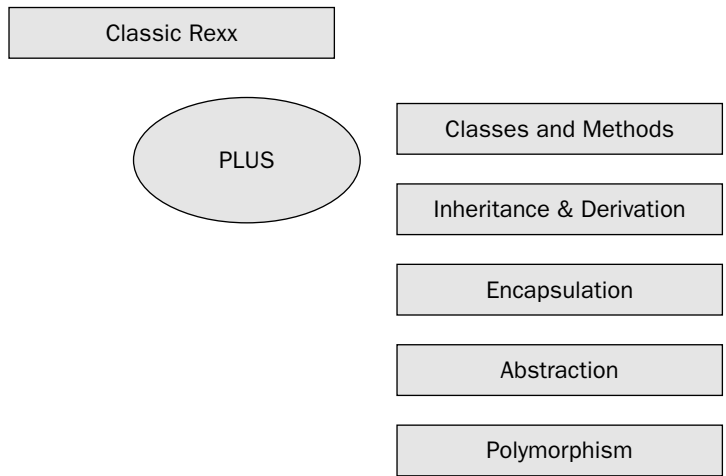 Classic Rexx
PLUS
Classes and Methods
Inheritance & Derivation
Encapsulation
Abstraction
Polymorphism